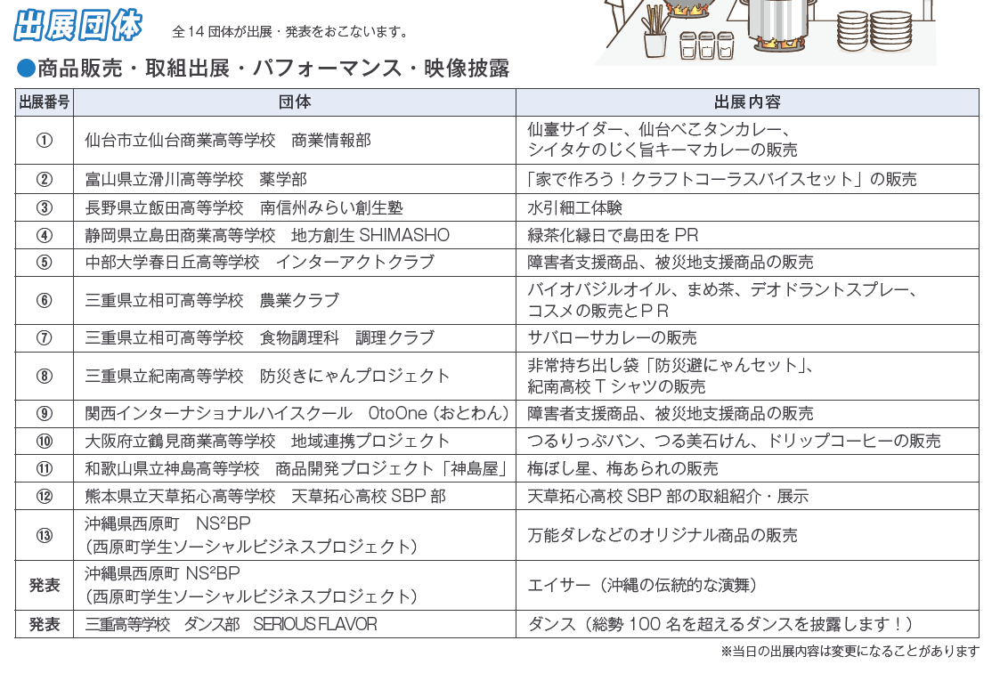 出展団体
全14団体が出展・発表をおこないます。
●商品販売・取組出展・パフォーマンス・映像披露
出展番号 団体 出展内容
① 仙台市立仙台商業高等学校 商業情報部 仙臺サイダー、仙台べこタンカレー、
シイタケのじく旨キーマカレーの販売
② 富山県立滑川高等学校 薬学部 「家で作ろう！クラフトコーラスパイスセット」の販売
③ 長野県立飯田高等学校 南信州みらい創生塾 水引細工体験
④ 静岡県立島田商業高等学校 地方創生 SHIMASHO 緑茶化縁日で島田を PR
⑤ 中部大学春日丘高等学校 インターアクトクラブ 障害者支援商品、被災地支援商品の販売
⑥ 三重県立相可高等学校 農業クラブ バイオバジルオイル、まめ茶、デオドラントスプレー、
コスメの販売とＰＲ
⑦ 三重県立相可高等学校 食物調理科 調理クラブ サバローサカレーの販売
⑧ 三重県立紀南高等学校 防災きにゃんプロジェクト 非常持ち出し袋「防災避にゃんセット」、
紀南高校 T シャツの販売
⑨ 関西インターナショナルハイスクール 0toOne（おとわん） 障害者支援商品、被災地支援商品の販売
⑩ 大阪府立鶴見商業高等学校 地域連携プロジェクト つるりっぷパン、つる美石けん、ドリップコーヒーの販売
⑪ 和歌山県立神島高等学校 商品開発プロジェクト「神島屋」 梅ぼし星、梅あられの販売
⑫ 熊本県立天草拓心高等学校 天草拓心高校 SBP 部 天草拓心高校 SBP 部の取組紹介・展示
⑬ 沖縄県西原町 NS²BP
（西原町学生ソーシャルビジネスプロジェクト） 万能ダレなどのオリジナル商品の販売
発表 沖縄県西原町 NS²BP
（西原町学生ソーシャルビジネスプロジェクト） エイサー（沖縄の伝統的な演舞）
発表 三重高等学校 ダンス部 SERIOUS FLAVOR ダンス（総勢 100 名を超えるダンスを披露します！）
※当日の出展内容は変更になることがあります